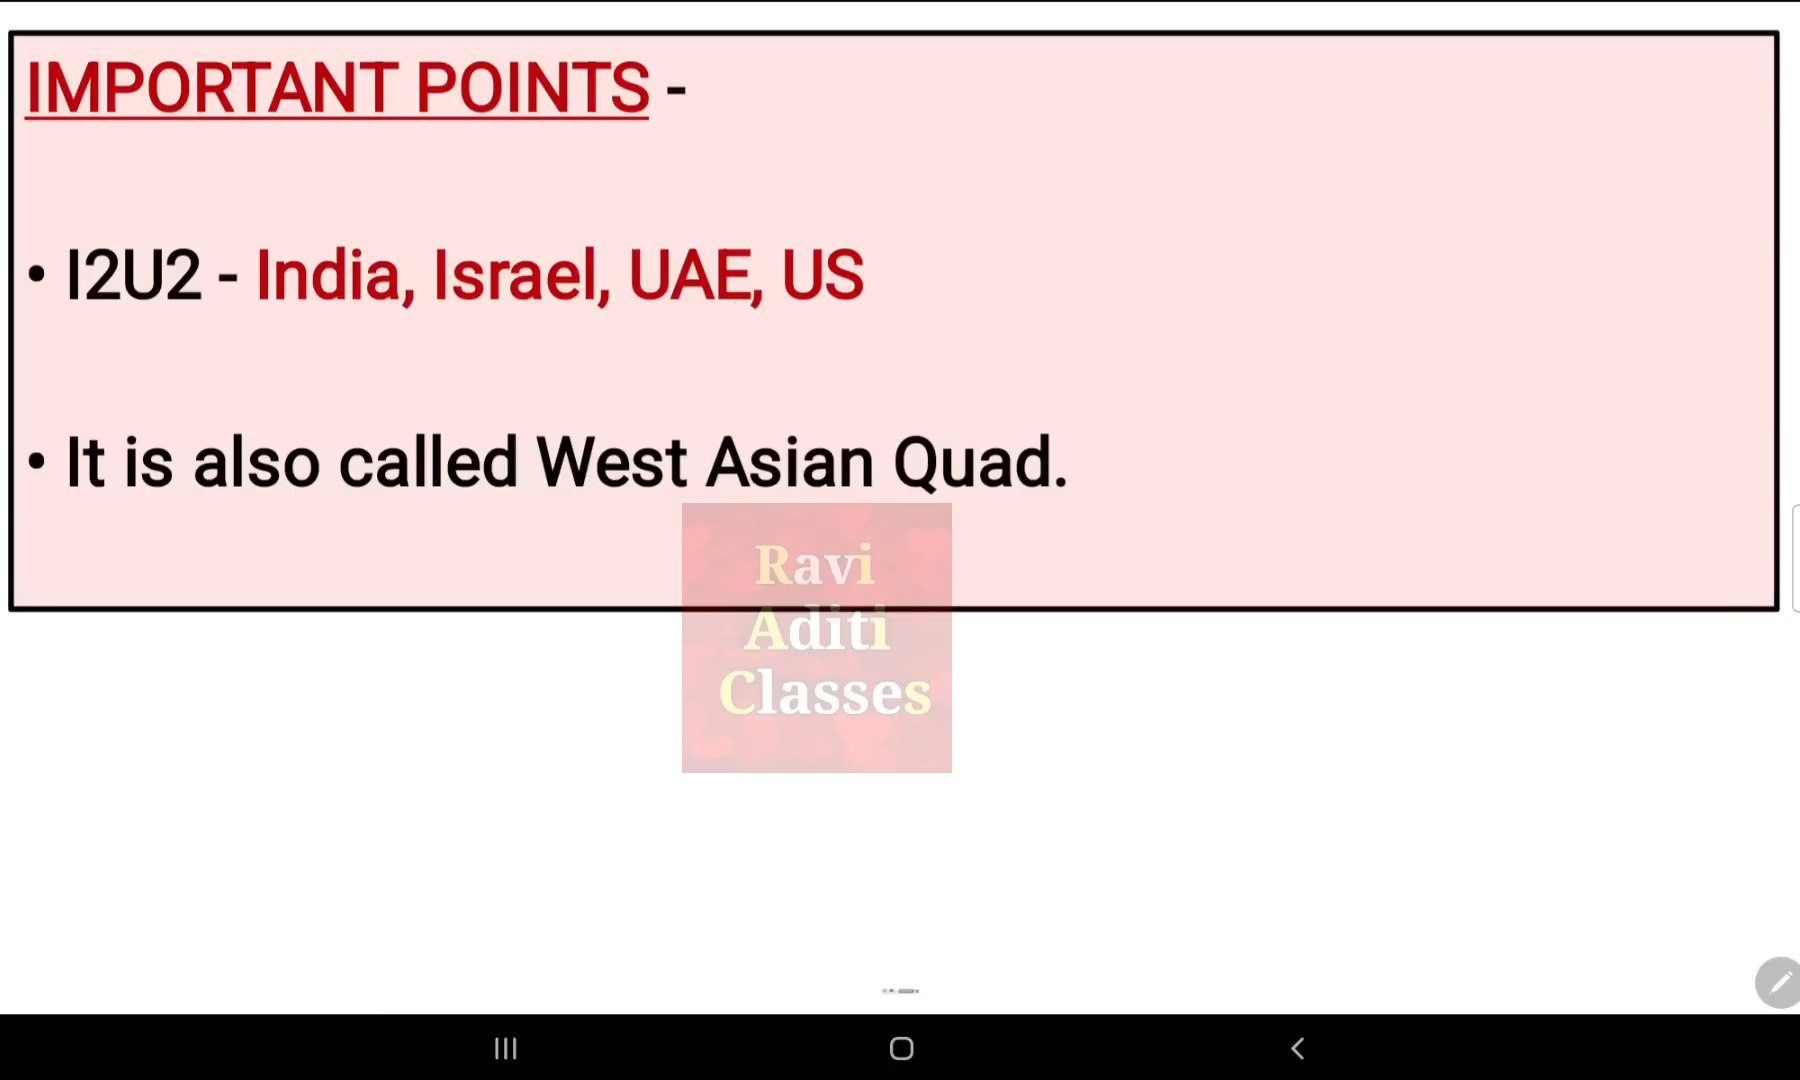 IMPORTANT POINTS -
• I2U2 - India, Israel, UAE, US
• It is also called West Asian Quad.
Ravi
Aditi
Classes